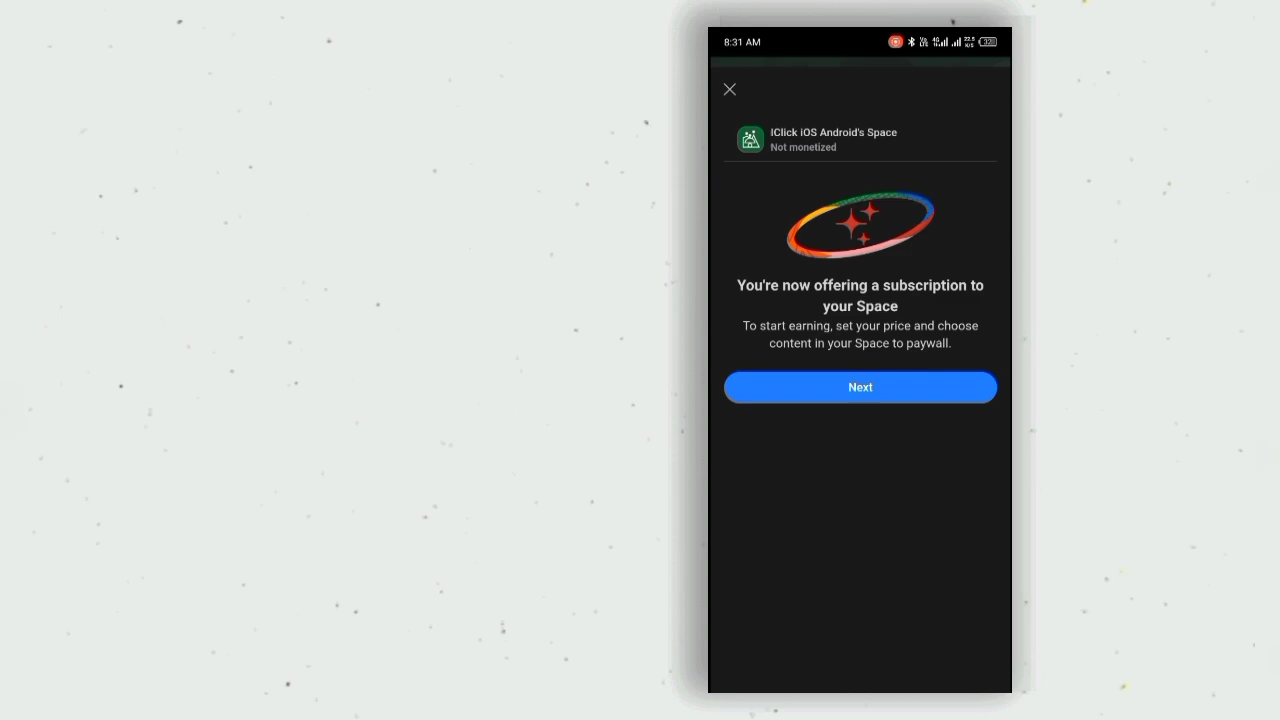 8:31 AM
IClick iOS Android's Space
Not monetized
You're now offering a subscription to
your Space
To start earning, set your price and choose
content in your Space to paywall.
Next